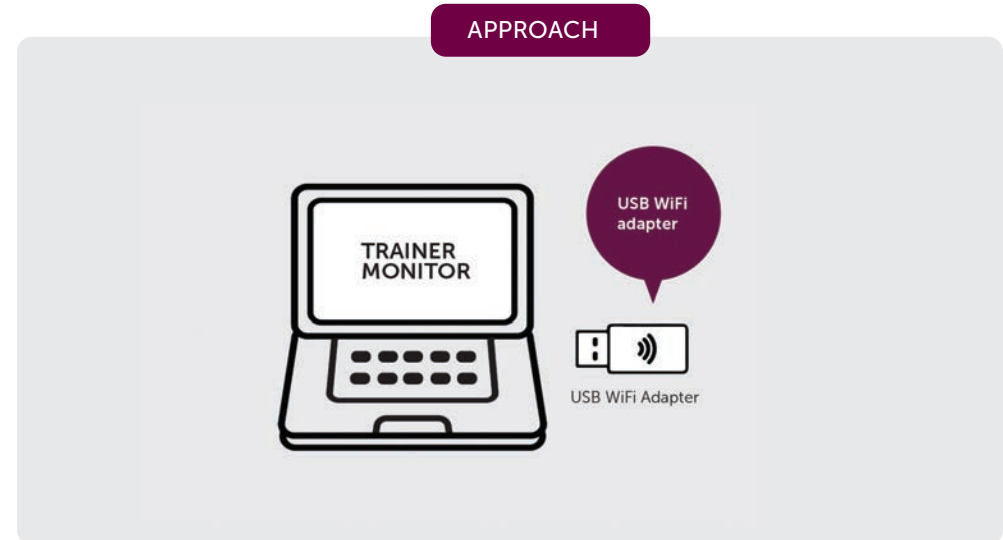 APPROACH
TRAINER
MONITOR
USB WiFi
adapter
USB WiFi Adapter